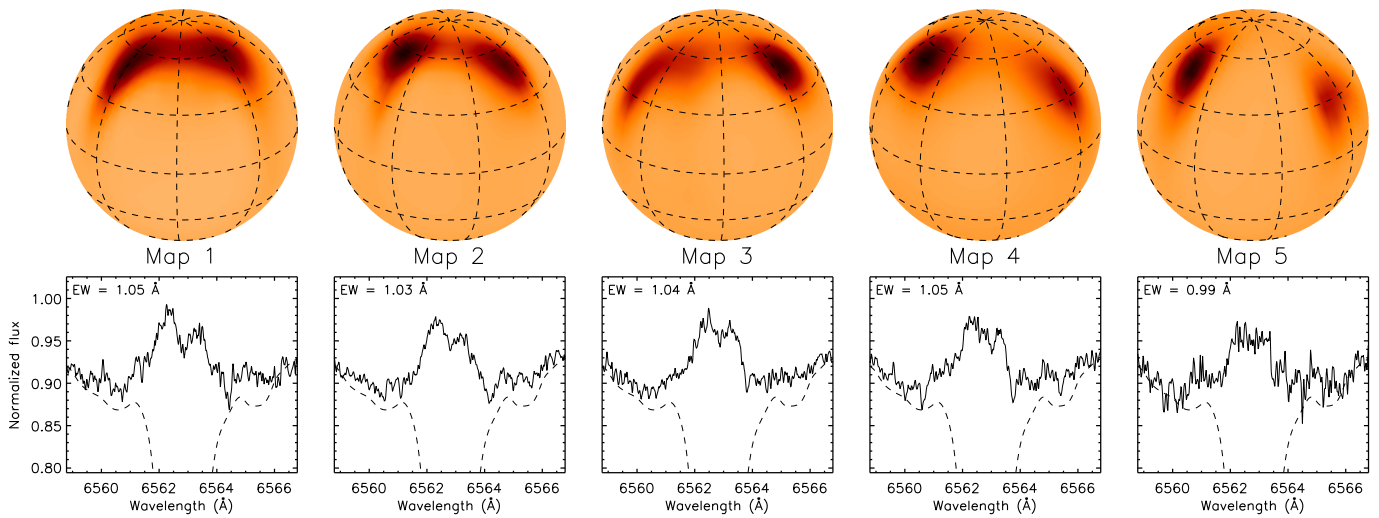 Map 1 Map 2 Map 3 Map 4 Map 5
EW = 1.05 Å EW = 1.03 Å EW = 1.04 Å EW = 1.05 Å EW = 0.99 Å
1.00
0.95
0.90
0.85
0.80
Normalized flux
6560 6562 6564 6566 6560 6562 6564 6566 6560 6562 6564 6566 6560 6562 6564 6566 6560 6562 6564 6566
Wavelength (Å) Wavelength (Å) Wavelength (Å) Wavelength (Å) Wavelength (Å)